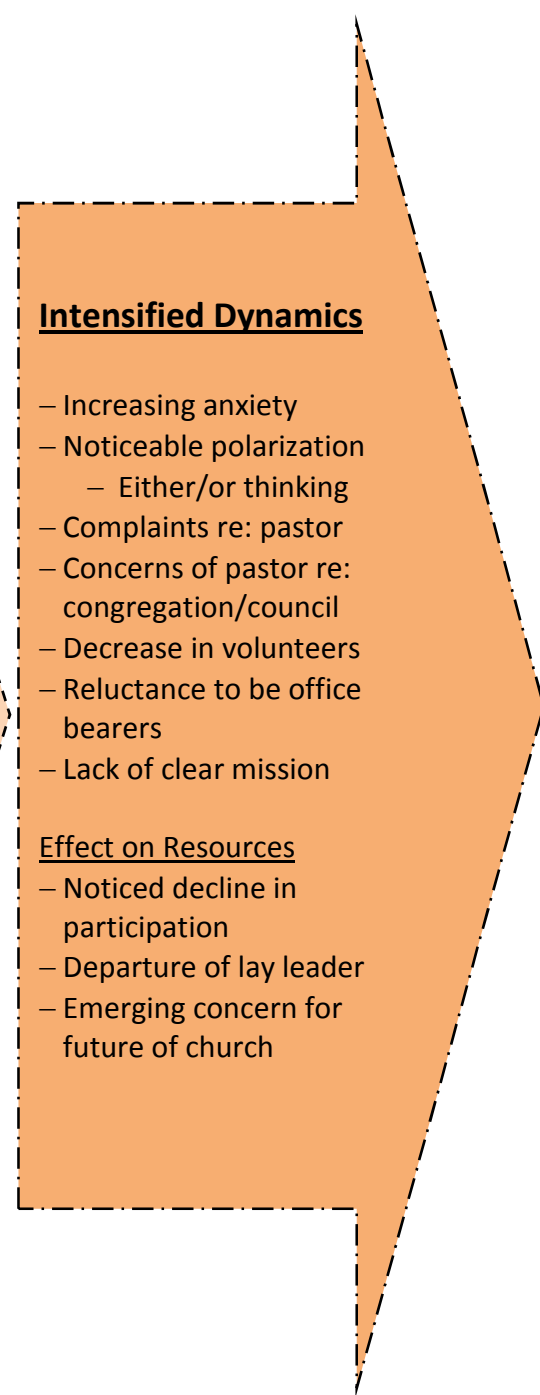 Intensified Dynamics
– Increasing anxiety
– Noticeable polarization
– Either/or thinking
– Complaints re: pastor
– Concerns of pastor re:
congregation/council
– Decrease in volunteers
– Reluctance to be office
bearers
– Lack of clear mission
Effect on Resources
– Noticed decline in
participation
– Departure of lay leader
– Emerging concern for
future of church